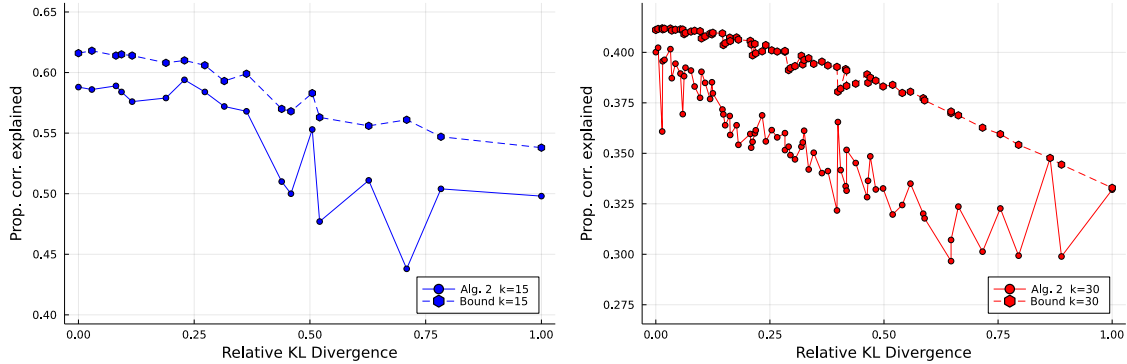 0.65
0.60
0.55
0.50
0.45
0.40
Prop. corr. explained
0.00
0.25
0.50
0.75
1.00
Relative KL Divergence
Alg. 2 k=15
Bound k=15
0.400
0.375
0.350
0.325
0.300
0.275
Prop. corr. explained
0.00
0.25
0.50
0.75
1.00
Relative KL Divergence
Alg. 2 k=30
Bound k=30